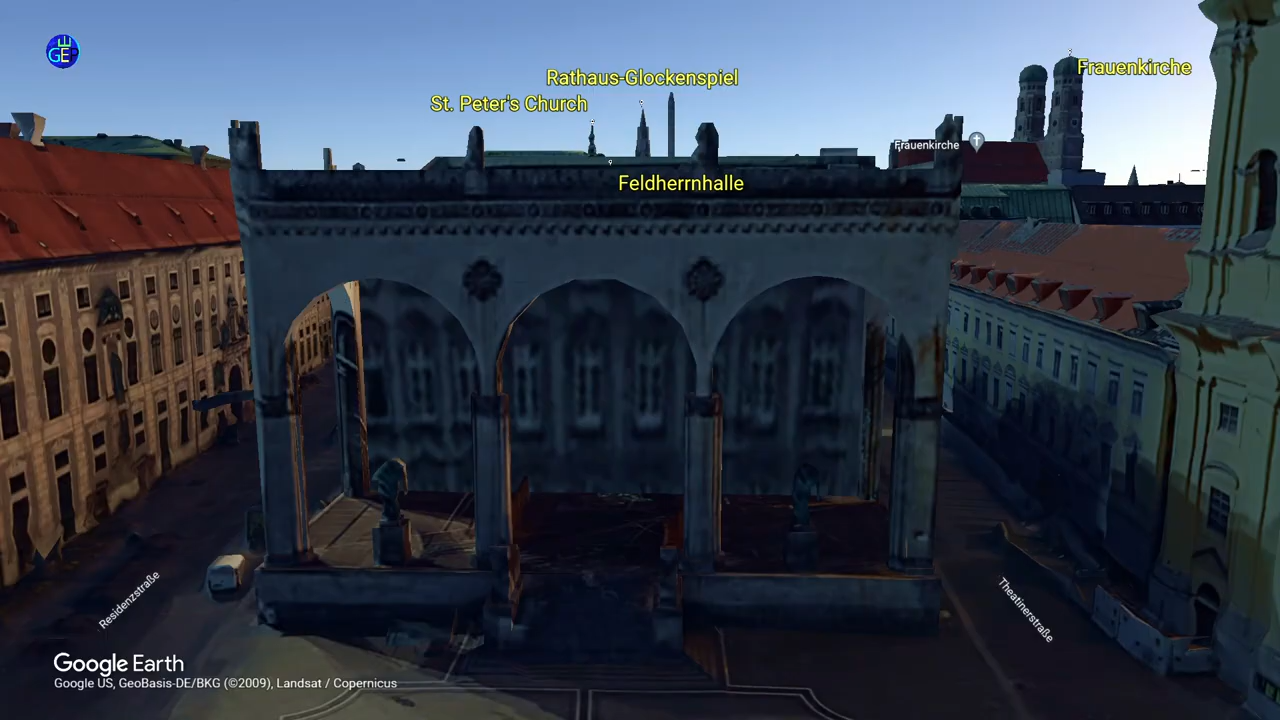 GEP
Rathaus-Glockenspiel
Frauenkirche
St. Peter's Church
Frauenkirche
Feldherrnhalle
Residenzstraße
Theatinerstraße
Google Earth
Google US, GeoBasis-DE/BKG (©2009), Landsat / Copernicus